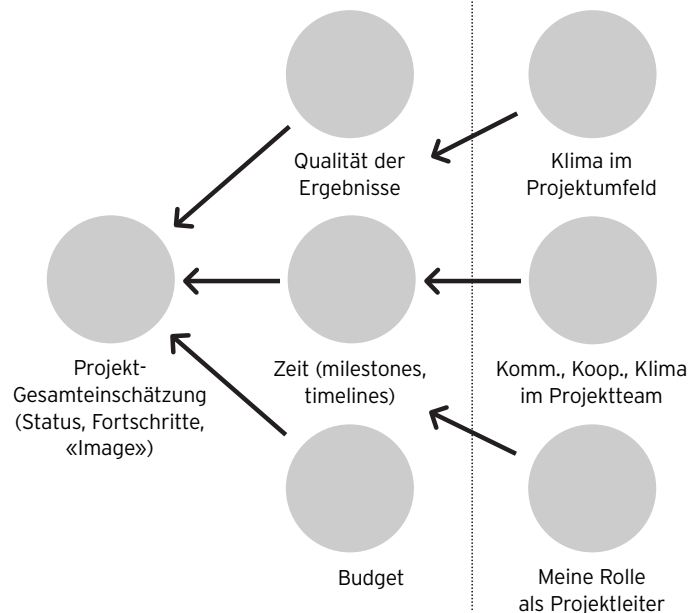 Qualität der
Ergebnisse
Klima im
Projektumfeld
Projekt-
Gesamteinschätzung
(Status, Fortschritte,
«Image»)
Zeit (milestones,
timelines)
Komm., Koop., Klima
im Projektteam
Budget
Meine Rolle
als Projektleiter